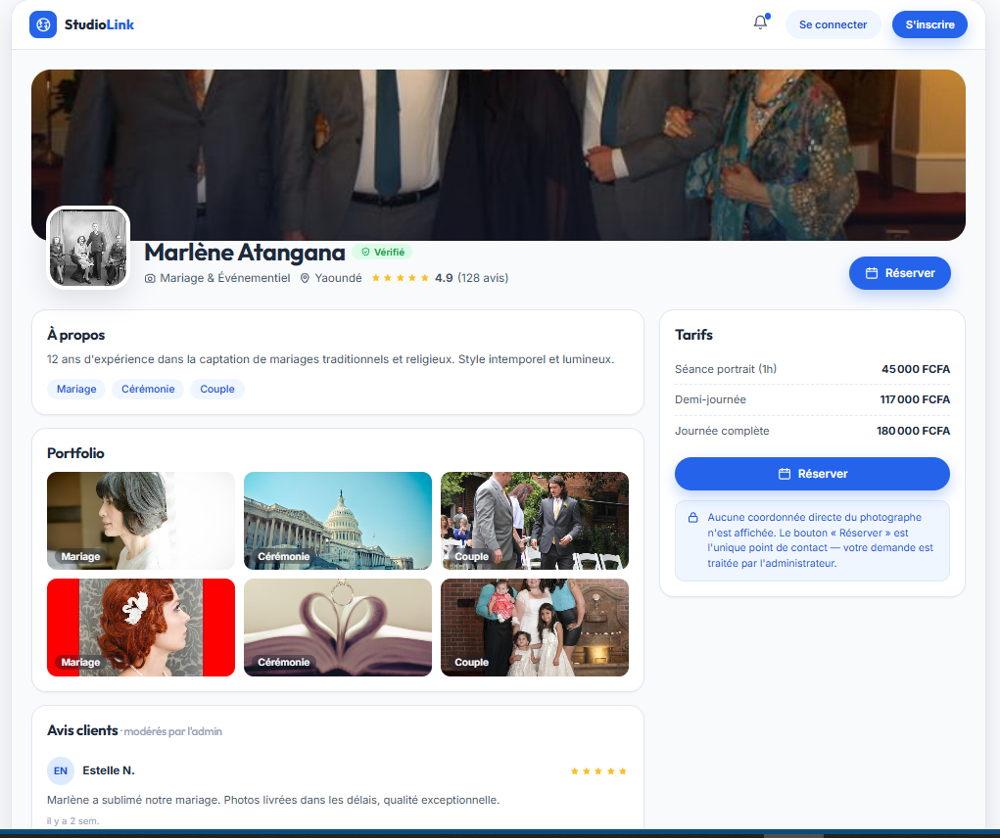 StudioLink
Se connecter
S'inscrire
Marlène Atangana
Vérifié
Mariage & Événementiel
Yaoundé
4.9 (128 avis)
Réserver
À propos
12 ans d'expérience dans la captation de mariages traditionnels et religieux. Style intemporel et lumineux.
Mariage
Cérémonie
Couple
Portfolio
Mariage
Cérémonie
Couple
Mariage
Cérémonie
Couple
Avis clients · modérés par l'admin
EN
Estelle N.
Marlène a sublimé notre mariage. Photos livrées dans les délais, qualité exceptionnelle.
il y a 2 sem.
Tarifs
Séance portrait (1h) 45 000 FCFA
Demi-journée 117 000 FCFA
Journée complète 180 000 FCFA
Réserver
Aucune coordonnée directe du photographe
n'est affichée. Le bouton « Réserver » est
l'unique point de contact — votre demande est
traitée par l'administrateur.